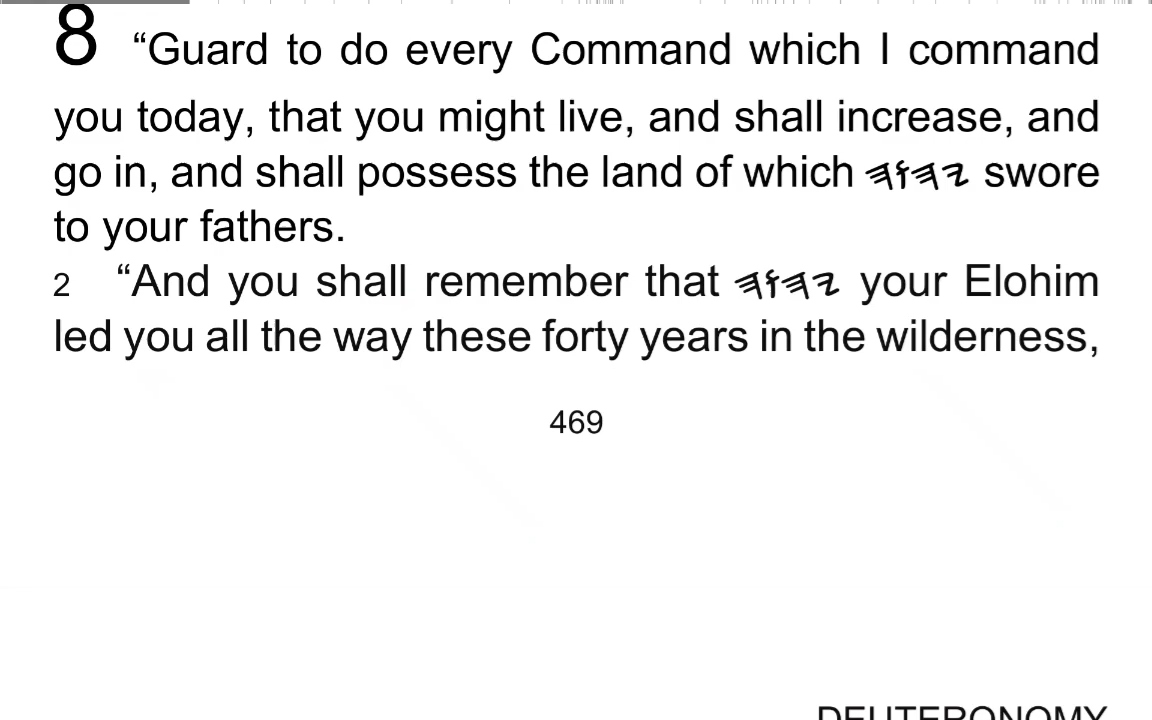 8 “Guard to do every Command which I command
you today, that you might live, and shall increase, and
go in, and shall possess the land of which 𐤉𐤄𐤅𐤄 swore
to your fathers.
2 “And you shall remember that 𐤉𐤄𐤅𐤄 your Elohim
led you all the way these forty years in the wilderness,
469
DEUTERONOMY